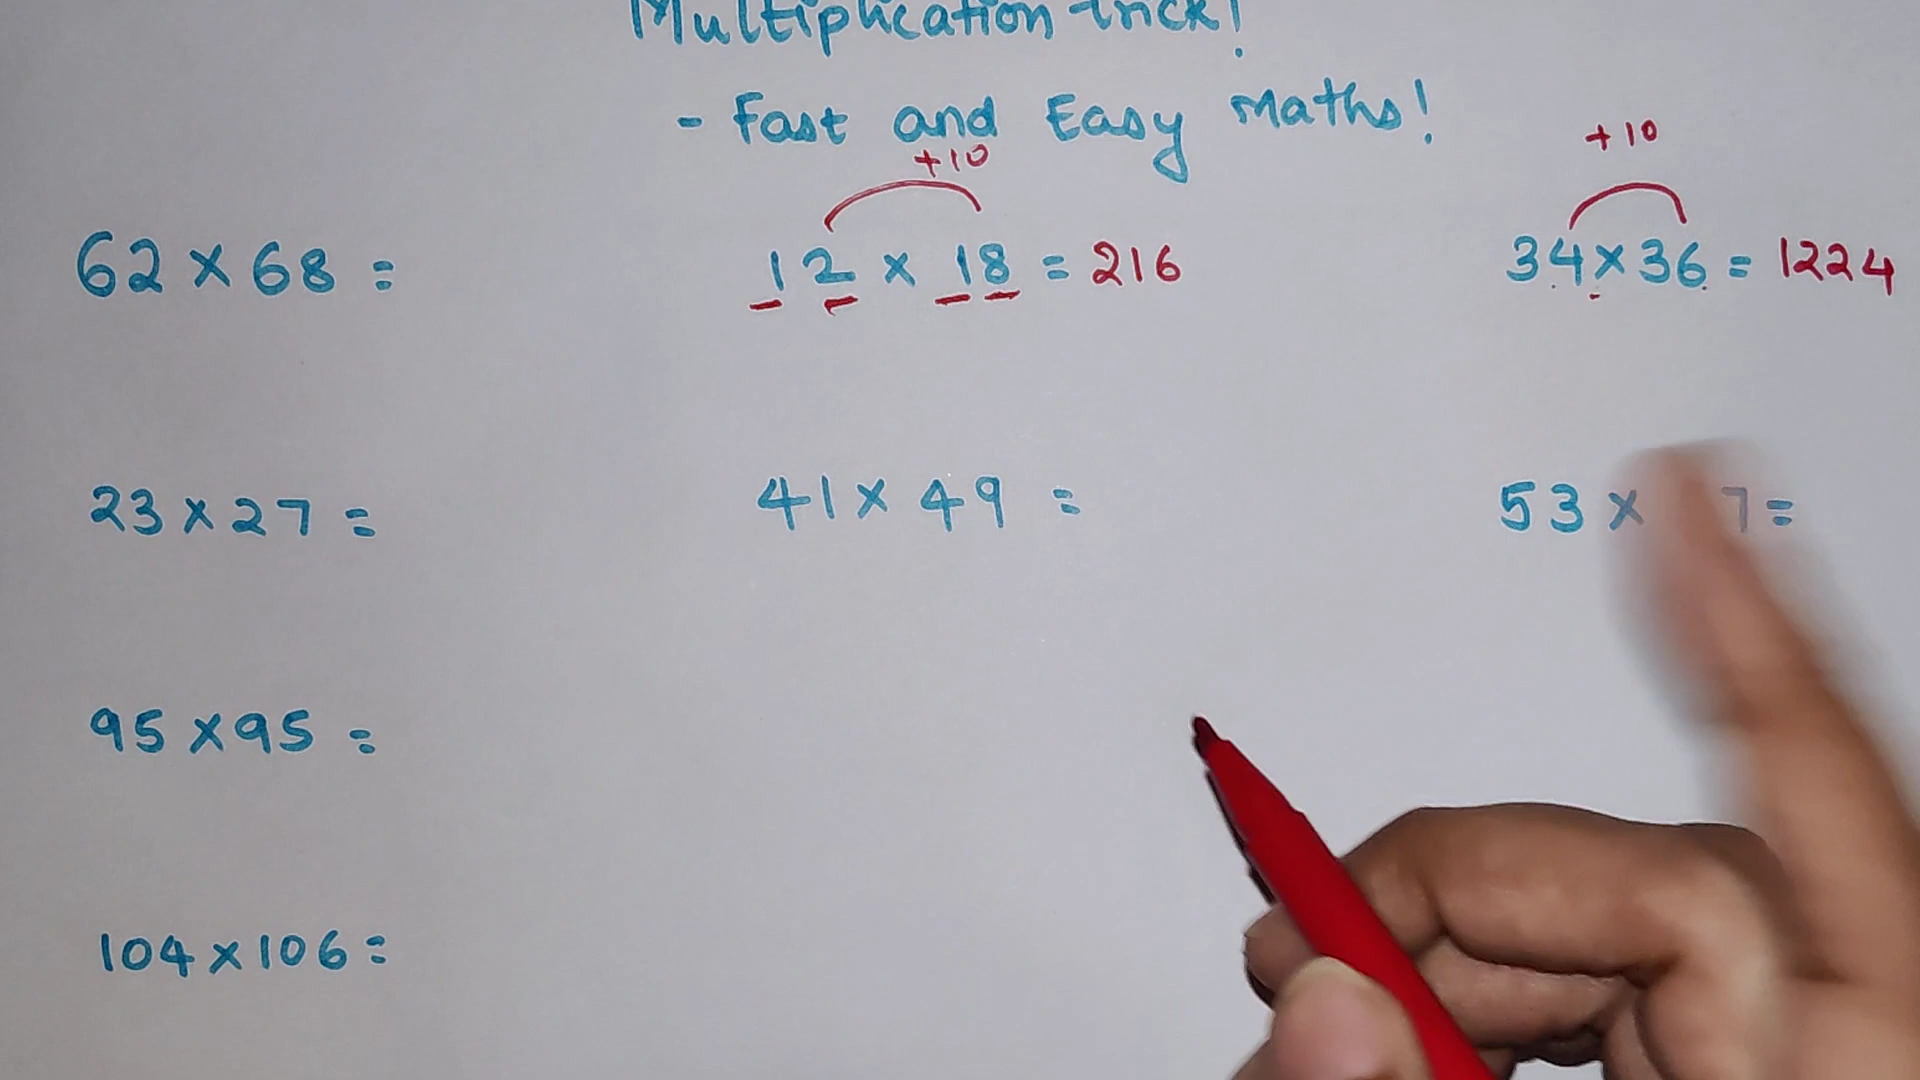 Multiplication trick!
- Fast and Easy Maths!
+10
+10
62 x 68 =
12 x 18 = 216
34 x 36 = 1224
23 x 27 =
41 x 49 =
53 x 7 =
95 x 95 =
104 x 106 =